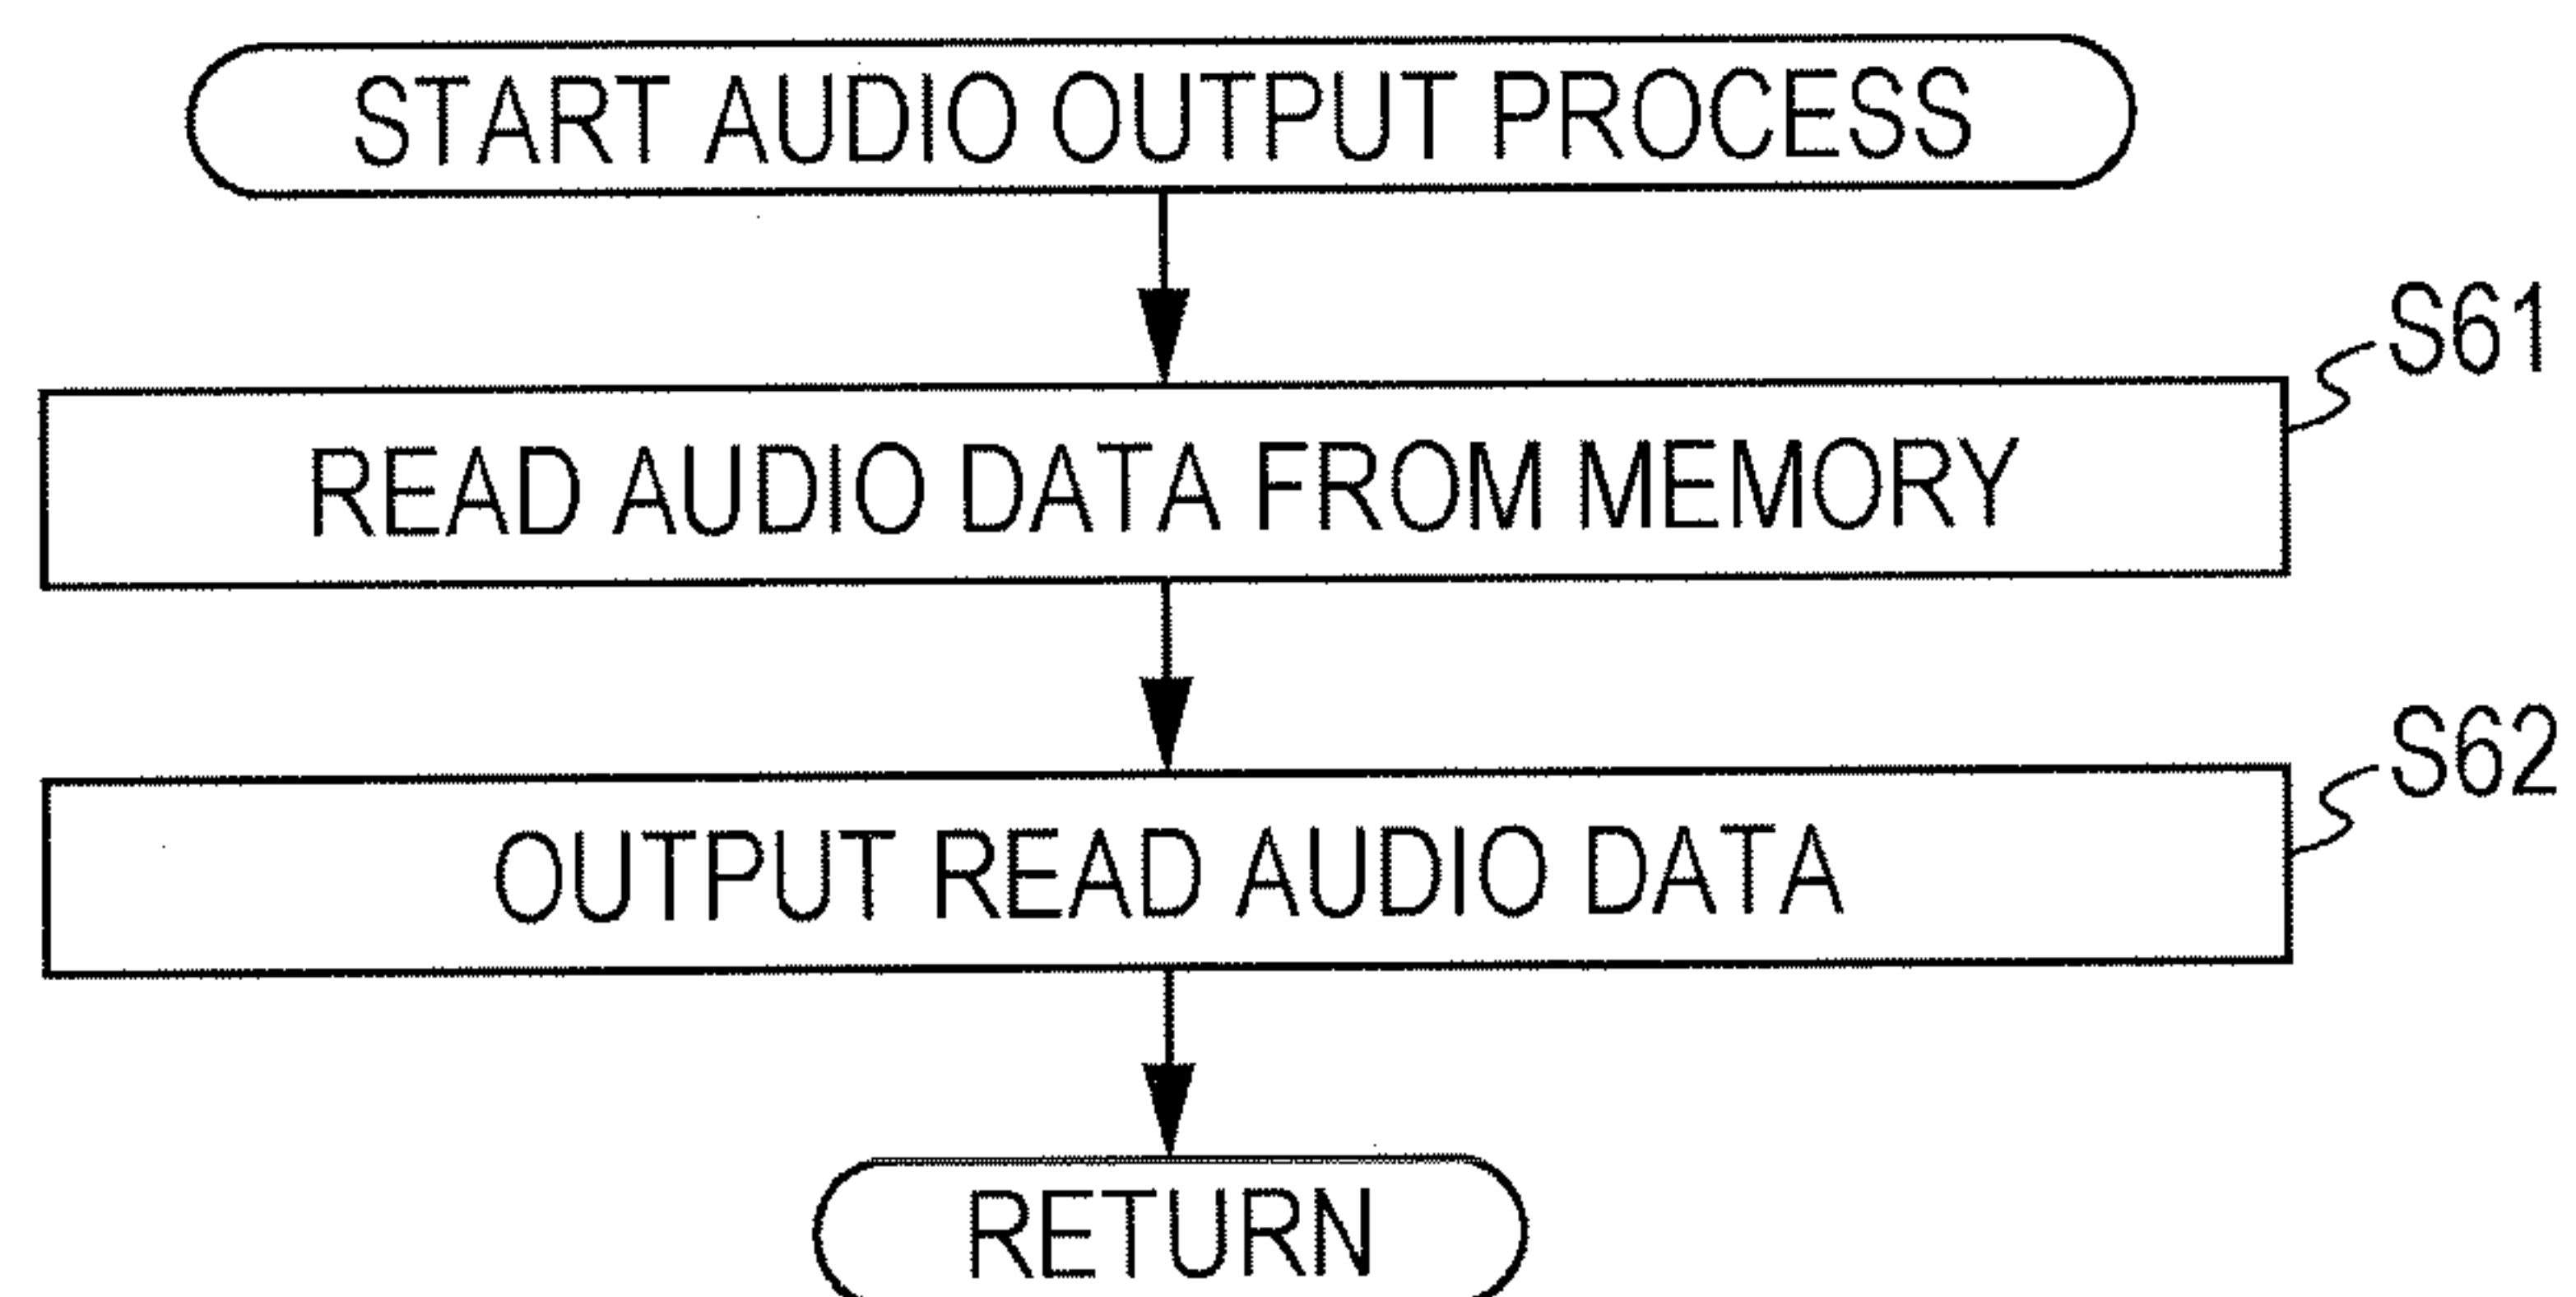 START AUDIO OUTPUT PROCESS
S61
READ AUDIO DATA FROM MEMORY
S62
OUTPUT READ AUDIO DATA
RETURN